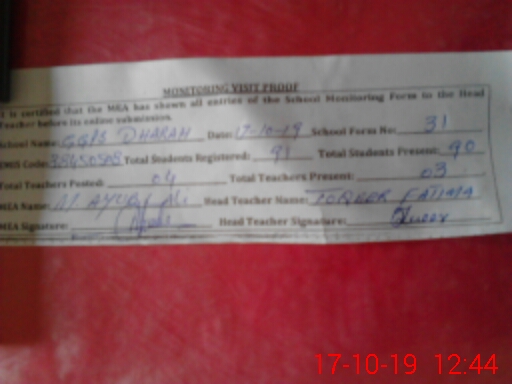 MONITORING VISIT PROOF
It is certified that the MEA has shown all entries of the School Monitoring Form to the Head
Teacher before its online submission.
School Name: DHARAH Date: 17-10-19 School Form No: 31
EMIS Code: Total Students Registered: 91 Total Students Present: 90
Total Teachers Posted: 04 Total Teachers Present: 03
MEA Name: M AYUB Ali Head Teacher Name: FATIMA
MEA Signature: Head Teacher Signature:
17-10-19 12:44